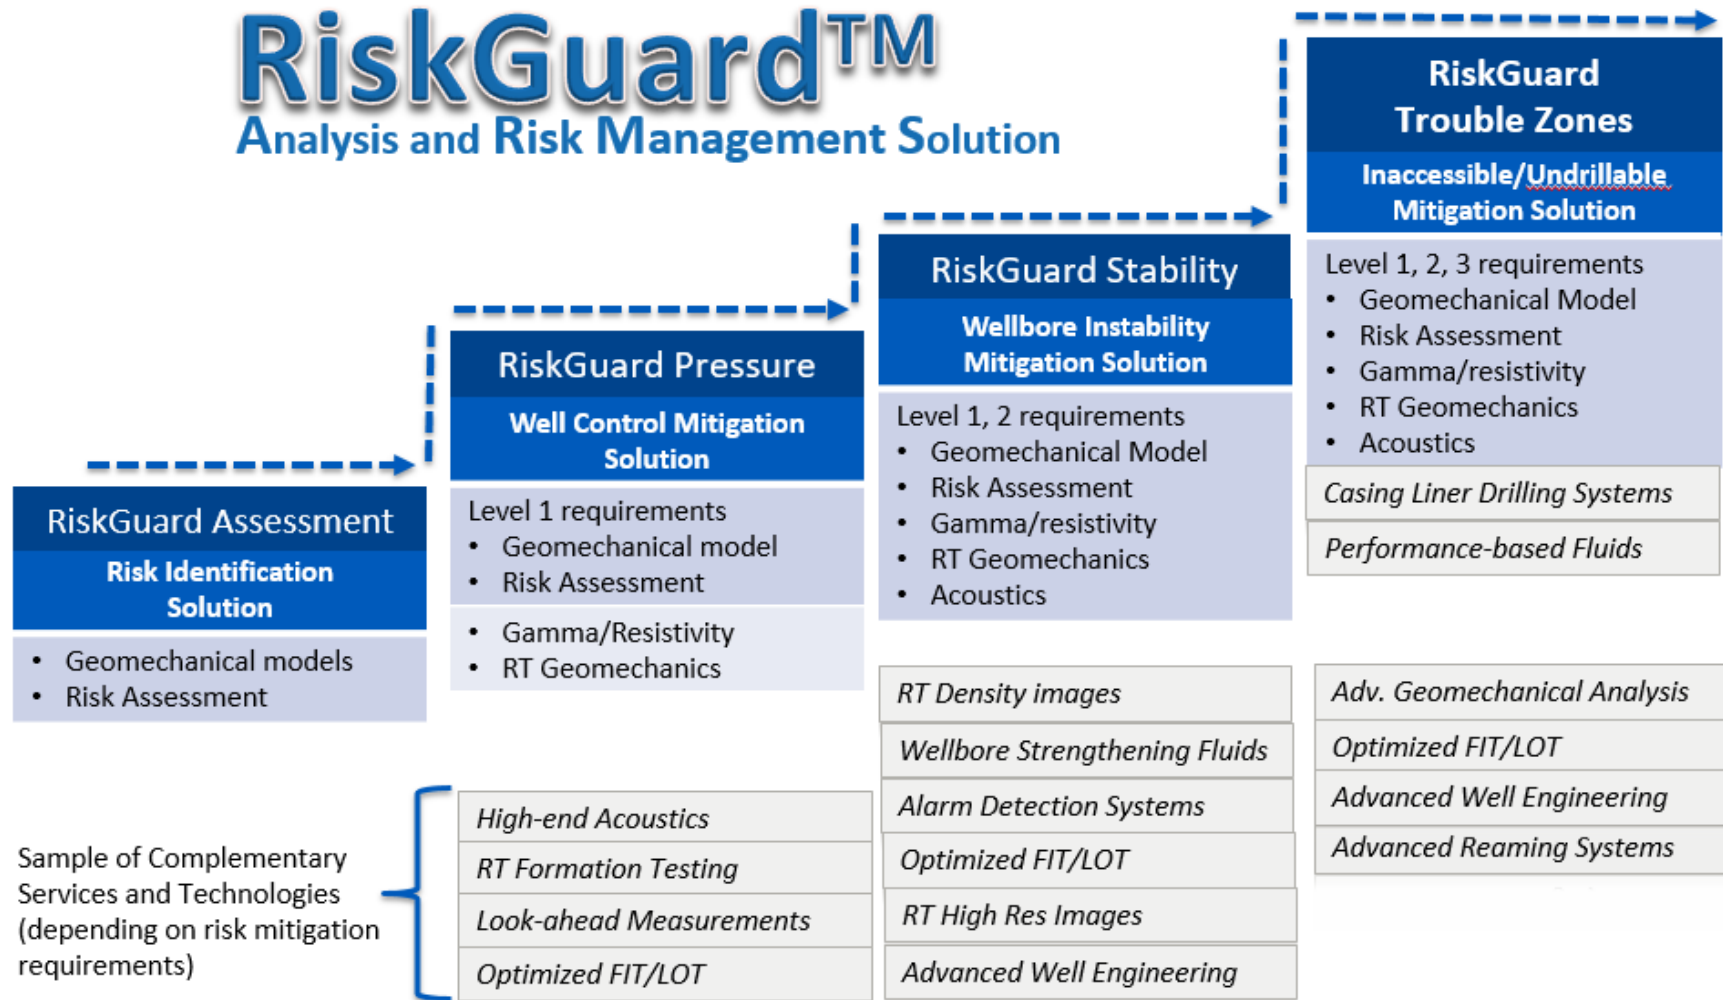 RiskGuard™
Analysis and Risk Management Solution
RiskGuard Assessment
Risk Identification
Solution
• Geomechanical models
• Risk Assessment
RiskGuard Pressure
Well Control Mitigation
Solution
Level 1 requirements
• Geomechanical model
• Risk Assessment
• Gamma/Resistivity
• RT Geomechanics
RiskGuard Stability
Wellbore Instability
Mitigation Solution
Level 1, 2 requirements
• Geomechanical Model
• Risk Assessment
• Gamma/resistivity
• RT Geomechanics
• Acoustics
RiskGuard
Trouble Zones
Inaccessible/Undrillable
Mitigation Solution
Level 1, 2, 3 requirements
• Geomechanical Model
• Risk Assessment
• Gamma/resistivity
• RT Geomechanics
• Acoustics
Casing Liner Drilling Systems
Performance-based Fluids
Sample of Complementary
Services and Technologies
(depending on risk mitigation
requirements)
High-end Acoustics
RT Formation Testing
Look-ahead Measurements
Optimized FIT/LOT
RT Density images
Wellbore Strengthening Fluids
Alarm Detection Systems
Optimized FIT/LOT
RT High Res Images
Advanced Well Engineering
Adv. Geomechanical Analysis
Optimized FIT/LOT
Advanced Well Engineering
Advanced Reaming Systems